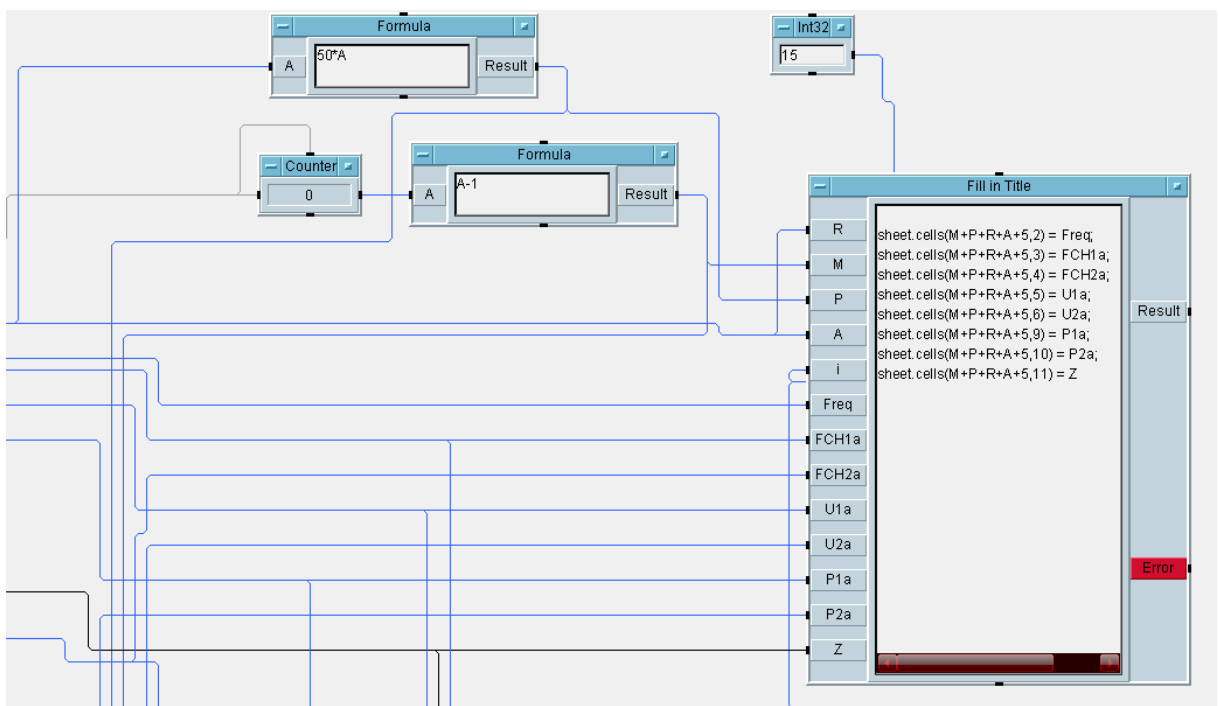 Formula
Int32
50*A
15
A
Result
Counter
Formula
0
A
A-1
Result
Fill in Title
R
M
P
A
i
Freq
FCH1a
FCH2a
U1a
U2a
P1a
P2a
Z
sheet.cells(M+P+R+A+5,2) = Freq;
sheet.cells(M+P+R+A+5,3) = FCH1a;
sheet.cells(M+P+R+A+5,4) = FCH2a;
sheet.cells(M+P+R+A+5,5) = U1a;
sheet.cells(M+P+R+A+5,6) = U2a;
sheet.cells(M+P+R+A+5,9) = P1a;
sheet.cells(M+P+R+A+5,10) = P2a;
sheet.cells(M+P+R+A+5,11) = Z
Result
Error